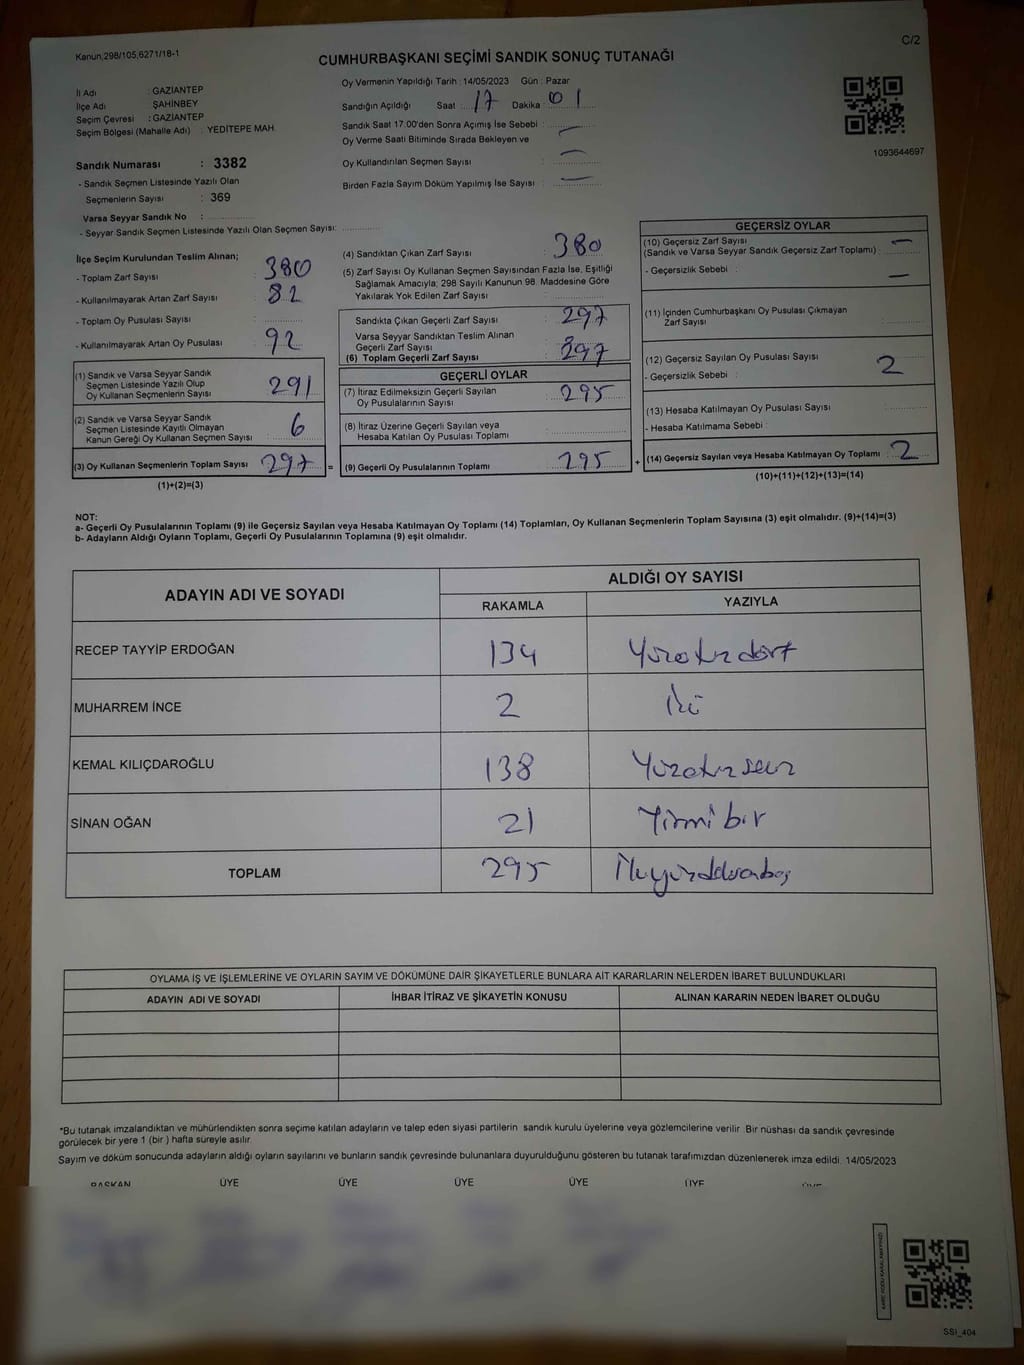 Kanun;298/105,6271/18-1
C/2
CUMHURBAŞKANI SEÇİMİ SANDIK SONUÇ TUTANAĞI
İl Adı : GAZİANTEP
İlçe Adı ŞAHİNBEY
Seçim Çevresi : GAZİANTEP
Seçim Bölgesi (Mahalle Adı) : YEDİTEPE MAH.
Sandık Numarası : 3382
- Sandık Seçmen Listesinde Yazılı Olan
Seçmenlerin Sayısı : 369
Varsa Seyyar Sandık No :
- Seyyar Sandık Seçmen Listesinde Yazılı Olan Seçmen Sayısı:
Oy Vermenin Yapıldığı Tarih : 14/05/2023 Gün : Pazar
Sandığın Açıldığı Saat : 17 Dakika : 01
Sandık Saat 17:00'den Sonra Açımış İse Sebebi : —
Oy Verme Saati Bitiminde Sırada Bekleyen ve
Oy Kullandırılan Seçmen Sayısı : —
Birden Fazla Sayım Döküm Yapılmış İse Sayısı : —
1093644697
İlçe Seçim Kurulundan Teslim Alınan;
- Toplam Zarf Sayısı : 380
- Kullanılmayarak Artan Zarf Sayısı : 82
- Toplam Oy Pusulası Sayısı :
- Kullanılmayarak Artan Oy Pusulası : 92
(1) Sandık ve Varsa Seyyar Sandık
Seçmen Listesinde Yazılı Olup
Oy Kullanan Seçmenlerin Sayısı : 291
(2) Sandık ve Varsa Seyyar Sandık
Seçmen Listesinde Kayıtlı Olmayan
Kanun Gereği Oy Kullanan Seçmen Sayısı : 6
(3) Oy Kullanan Seçmenlerin Toplam Sayısı : 297 =
(1)+(2)=(3)
(4) Sandıktan Çıkan Zarf Sayısı : 380
(5) Zarf Sayısı Oy Kullanan Seçmen Sayısından Fazla İse, Eşitliği
Sağlamak Amacıyla; 298 Sayılı Kanunun 98. Maddesine Göre
Yakılarak Yok Edilen Zarf Sayısı :
Sandıkta Çıkan Geçerli Zarf Sayısı : 297
Varsa Seyyar Sandıktan Teslim Alınan
Geçerli Zarf Sayısı :
(6) Toplam Geçerli Zarf Sayısı : 297
GEÇERLİ OYLAR
(7) İtiraz Edilmeksizin Geçerli Sayılan
Oy Pusulalarının Sayısı : 295
(8) İtiraz Üzerine Geçerli Sayılan veya
Hesaba Katılan Oy Pusulası Toplamı :
(9) Geçerli Oy Pusulalarının Toplamı : 295 +
GEÇERSİZ OYLAR
(10) Geçersiz Zarf Sayısı
(Sandık ve Varsa Seyyar Sandık Geçersiz Zarf Toplamı) : —
- Geçersizlik Sebebi : —
(11) İçinden Cumhurbaşkanı Oy Pusulası Çıkmayan
Zarf Sayısı :
(12) Geçersiz Sayılan Oy Pusulası Sayısı : 2
- Geçersizlik Sebebi :
(13) Hesaba Katılmayan Oy Pusulası Sayısı :
- Hesaba Katılmama Sebebi :
(14) Geçersiz Sayılan veya Hesaba Katılmayan Oy Toplamı : 2
(10)+(11)+(12)+(13)=(14)
NOT:
a- Geçerli Oy Pusulalarının Toplamı (9) ile Geçersiz Sayılan veya Hesaba Katılmayan Oy Toplamı (14) Toplamları, Oy Kullanan Seçmenlerin Toplam Sayısına (3) eşit olmalıdır. (9)+(14)=(3)
b- Adayların Aldığı Oyların Toplamı, Geçerli Oy Pusulalarının Toplamına (9) eşit olmalıdır.
ADAYIN ADI VE SOYADI
ALDIĞI OY SAYISI
RAKAMLA YAZIYLA
RECEP TAYYİP ERDOĞAN 134 Yüzotuzdört
MUHARREM İNCE 2 İki
KEMAL KILIÇDAROĞLU 138
SİNAN OĞAN 21 Yirmibir
TOPLAM 295
OYLAMA İŞ VE İŞLEMLERİNE VE OYLARIN SAYIM VE DÖKÜMÜNE DAİR ŞİKAYETLERLE BUNLARA AİT KARARLARIN NELERDEN İBARET BULUNDUKLARI
ADAYIN ADI VE SOYADI İHBAR İTİRAZ VE ŞİKAYETİN KONUSU ALINAN KARARIN NEDEN İBARET OLDUĞU
*Bu tutanak imzalandıktan ve mühürlendikten sonra seçime katılan adayların ve talep eden siyasi partilerin sandık kurulu üyelerine veya gözlemcilerine verilir. Bir nüshası da sandık çevresinde
görülecek bir yere 1 (bir ) hafta süreyle asılır.
Sayım ve döküm sonucunda adayların aldığı oyların sayılarını ve bunların sandık çevresinde bulunanlara duyurulduğunu gösteren bu tutanak tarafımızdan düzenlenerek imza edildi. 14/05/2023
BAŞKAN ÜYE ÜYE ÜYE ÜYE ÜYE
KARE KODU KARALAMAYINIZ!
SSI_404